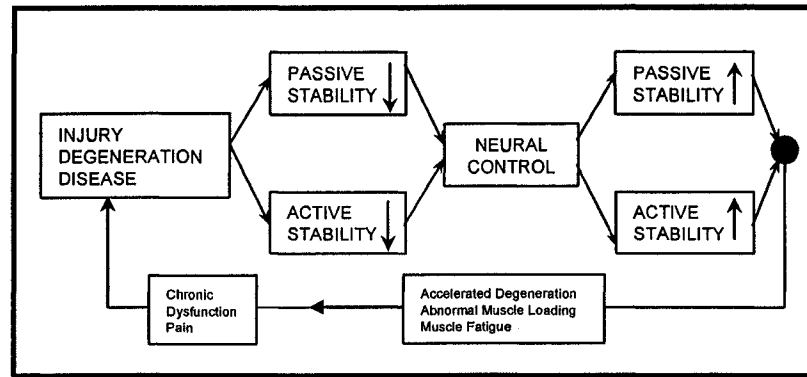 INJURY
DEGENERATION
DISEASE
PASSIVE
STABILITY
ACTIVE
STABILITY
NEURAL
CONTROL
PASSIVE
STABILITY
ACTIVE
STABILITY
Chronic
Dysfunction
Pain
Accelerated Degeneration
Abnormal Muscle Loading
Muscle Fatigue